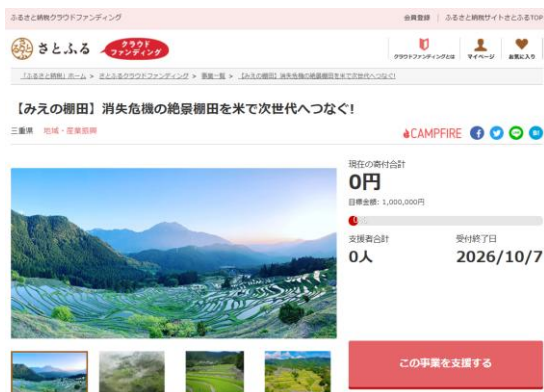 ふるさと納税クラウドファンディング
会員登録 ふるさと納税サイトさとふるTOP
さとふる クラウドファンディング
クラウドファンディングとは マイページ お気に入り
「ふるさと納税」ホーム > さとふるクラウドファンディング > 事業一覧 > 【みえの棚田】消失危機の絶景棚田を米で次世代へつなぐ!
【みえの棚田】消失危機の絶景棚田を米で次世代へつなぐ!
三重県 地域・産業振興
CAMPFIRE
現在の寄付合計
0円
目標金額: 1,000,000円
支援者合計 受付終了日
0人 2026/10/7
この事業を支援する